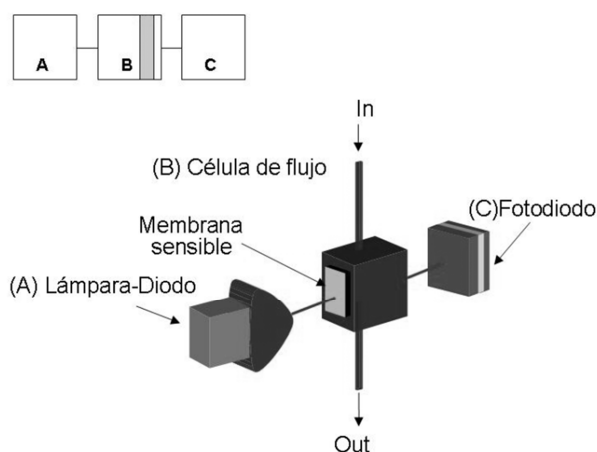 A
B
C
In
(B) Célula de flujo
(C)Fotodiodo
Membrana
sensible
(A) Lámpara-Diodo
Out